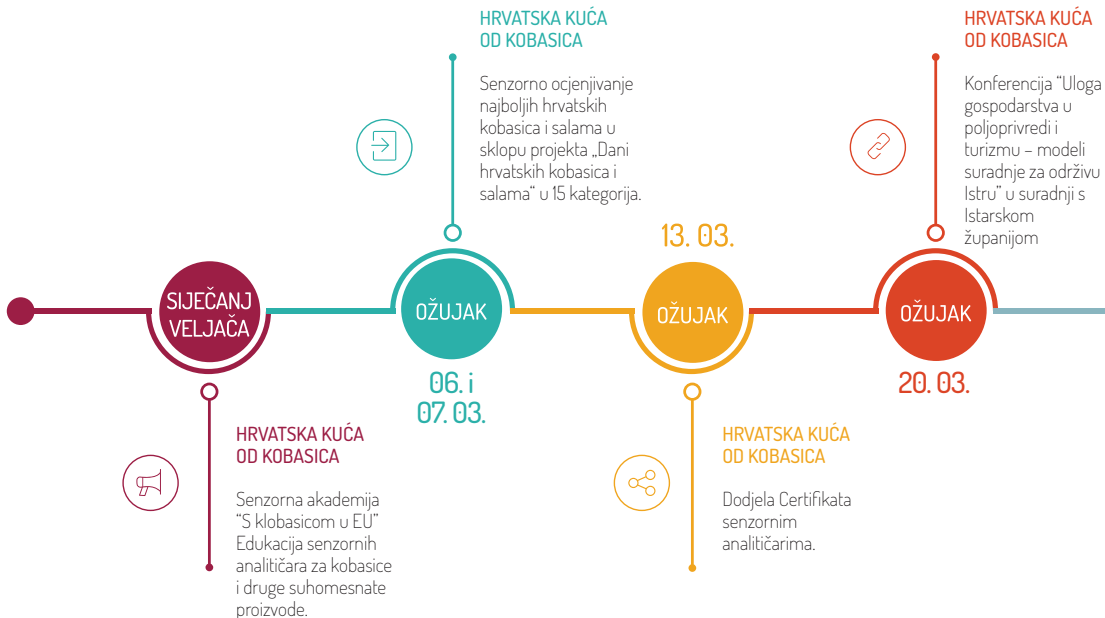 SIJEČANJ
VELJAČA
HRVATSKA KUĆA
OD KOBASICA
Senzorna akademija
“S klobasicom u EU”
Edukacija senzornih
analitičara za kobasice
i druge suhomesnate
proizvode.
HRVATSKA KUĆA
OD KOBASICA
Senzorno ocjenjivanje
najboljih hrvatskih
kobasica i salama u
sklopu projekta „Dani
hrvatskih kobasica i
salama“ u 15 kategorija.
OŽUJAK
06. i
07. 03.
13. 03.
OŽUJAK
HRVATSKA KUĆA
OD KOBASICA
Dodjela Certifikata
senzornim
analitičarima.
HRVATSKA KUĆA
OD KOBASICA
Konferencija “Uloga
gospodarstva u
poljoprivredi i
turizmu – modeli
suradnje za održivu
Istru” u suradnji s
Istarskom
županijom
OŽUJAK
20. 03.